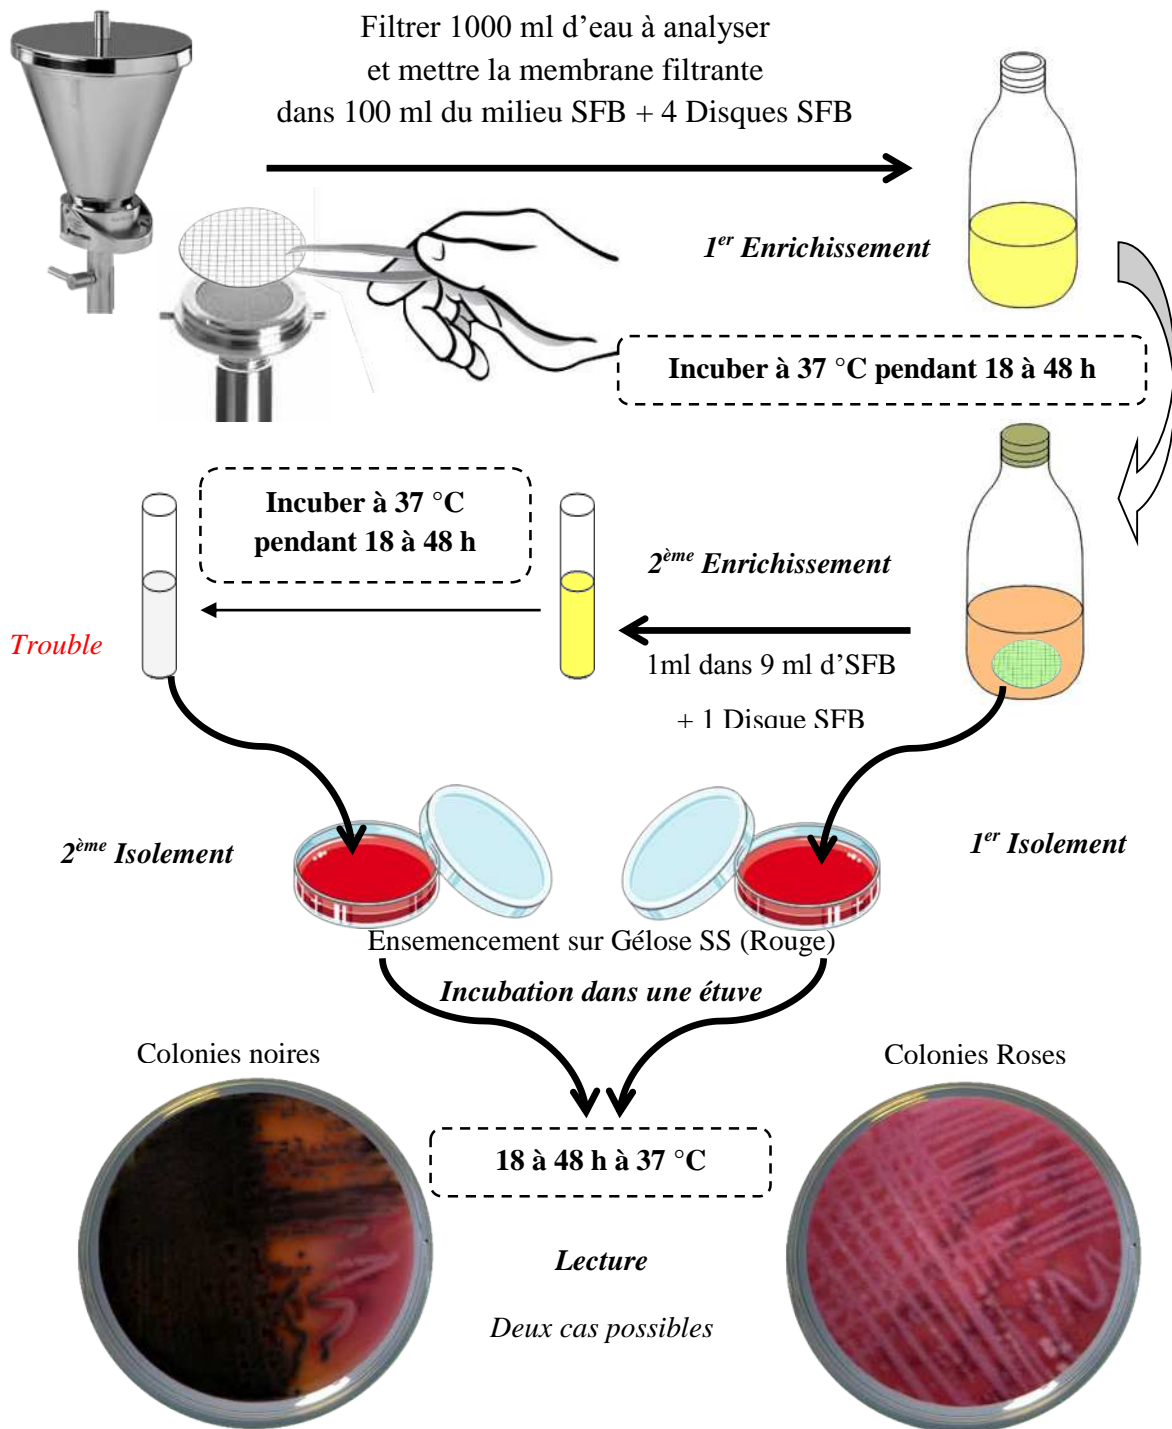 Filtrer 1000 ml d'eau à analyser
et mettre la membrane filtrante
dans 100 ml du milieu SFB + 4 Disques SFB
1er Enrichissement
Incuber à 37 °C pendant 18 à 48 h
Incuber à 37 °C
pendant 18 à 48 h
2ème Enrichissement
Trouble
1ml dans 9 ml d'SFB
+ 1 Disque SFB
2ème Isolement
1er Isolement
Ensemencement sur Gélose SS (Rouge)
Incubation dans une étuve
Colonies noires
Colonies Roses
18 à 48 h à 37 °C
Lecture
Deux cas possibles